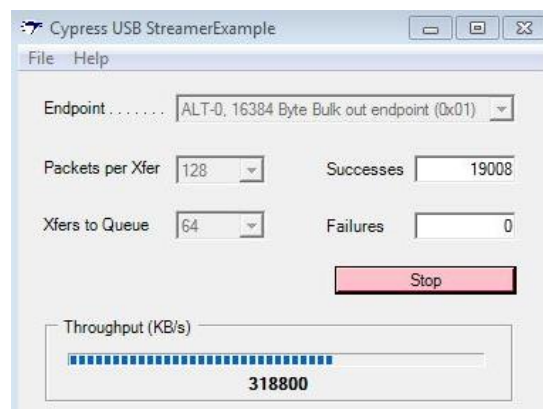 Cypress USB StreamerExample
File Help
Endpoint . . . . . . . ALT-0, 16384 Byte Bulk out endpoint (0x01)
Packets per Xfer 128 Successes 19008
Xfers to Queue 64 Failures 0
Stop
Throughput (KB/s)
318800